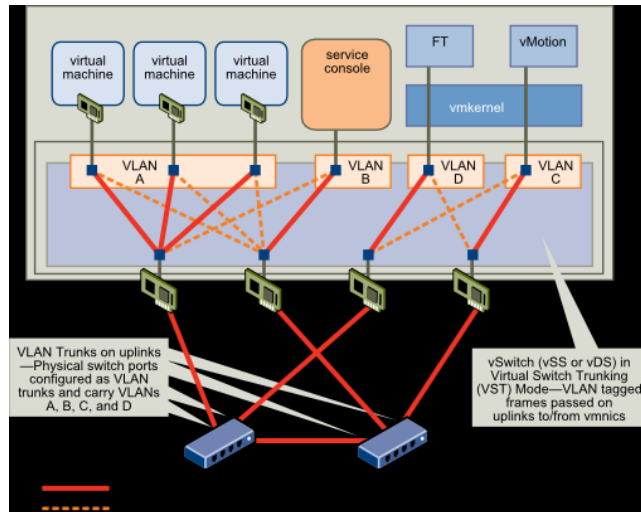 virtual
machine
virtual
machine
virtual
machine
service
console
FT
vMotion
vmkernel
VLAN
A
VLAN
B
VLAN
D
VLAN
C
VLAN Trunks on uplinks
—Physical switch ports
configured as VLAN
trunks and carry VLANs
A, B, C, and D
vSwitch (vSS or vDS) in
Virtual Switch Trunking
(VST) Mode—VLAN tagged
frames passed on
uplinks to/from vmnics